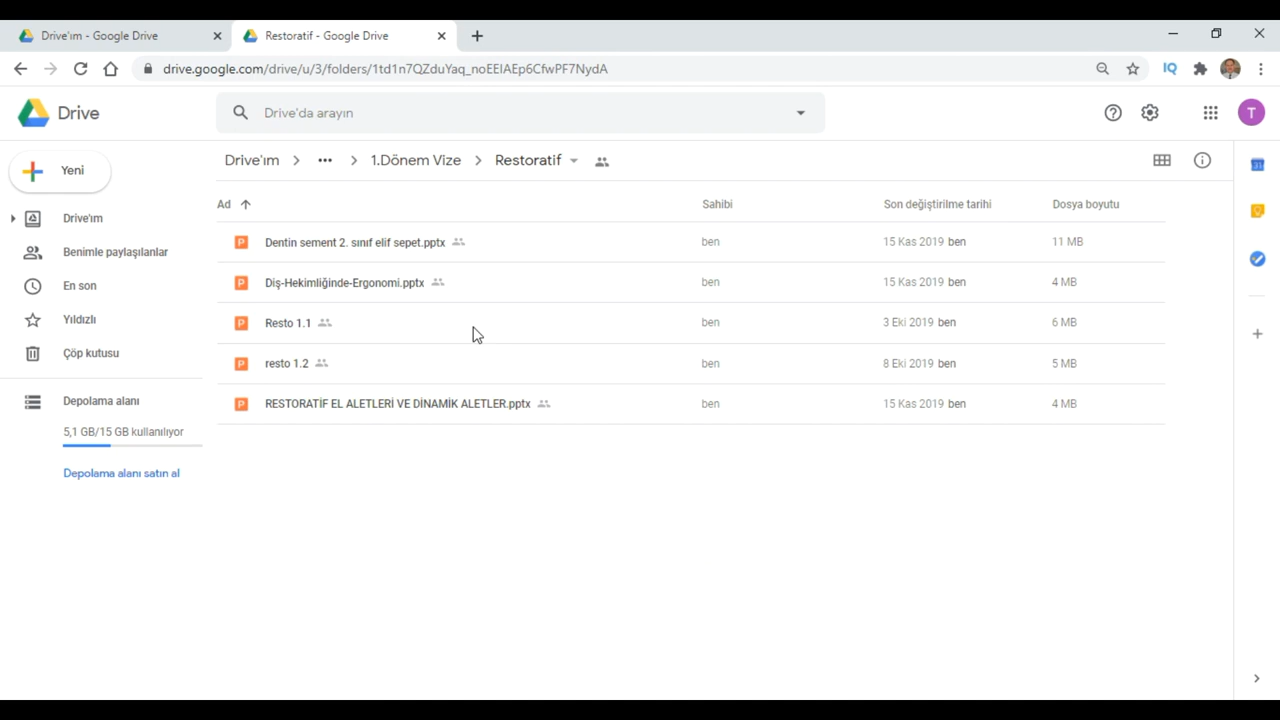 Drive'ım - Google Drive
Restoratif - Google Drive
drive.google.com/drive/u/3/folders/1td1n7QZduYaq_noEEIAEp6CfwPF7NydA
IQ
Drive
Drive'da arayın
T
Yeni
Drive'ım
Benimle paylaşılanlar
En son
Yıldızlı
Çöp kutusu
Depolama alanı
5,1 GB/15 GB kullanılıyor
Depolama alanı satın al
Drive'ım > ••• > 1.Dönem Vize > Restoratif
Ad Sahibi Son değiştirilme tarihi Dosya boyutu
P Dentin sement 2. sınıf elif sepet.pptx ben 15 Kas 2019 ben 11 MB
P Diş-Hekimliğinde-Ergonomi.pptx ben 15 Kas 2019 ben 4 MB
P Resto 1.1 ben 3 Eki 2019 ben 6 MB
P resto 1.2 ben 8 Eki 2019 ben 5 MB
P RESTORATİF EL ALETLERİ VE DİNAMİK ALETLER.pptx ben 15 Kas 2019 ben 4 MB
31